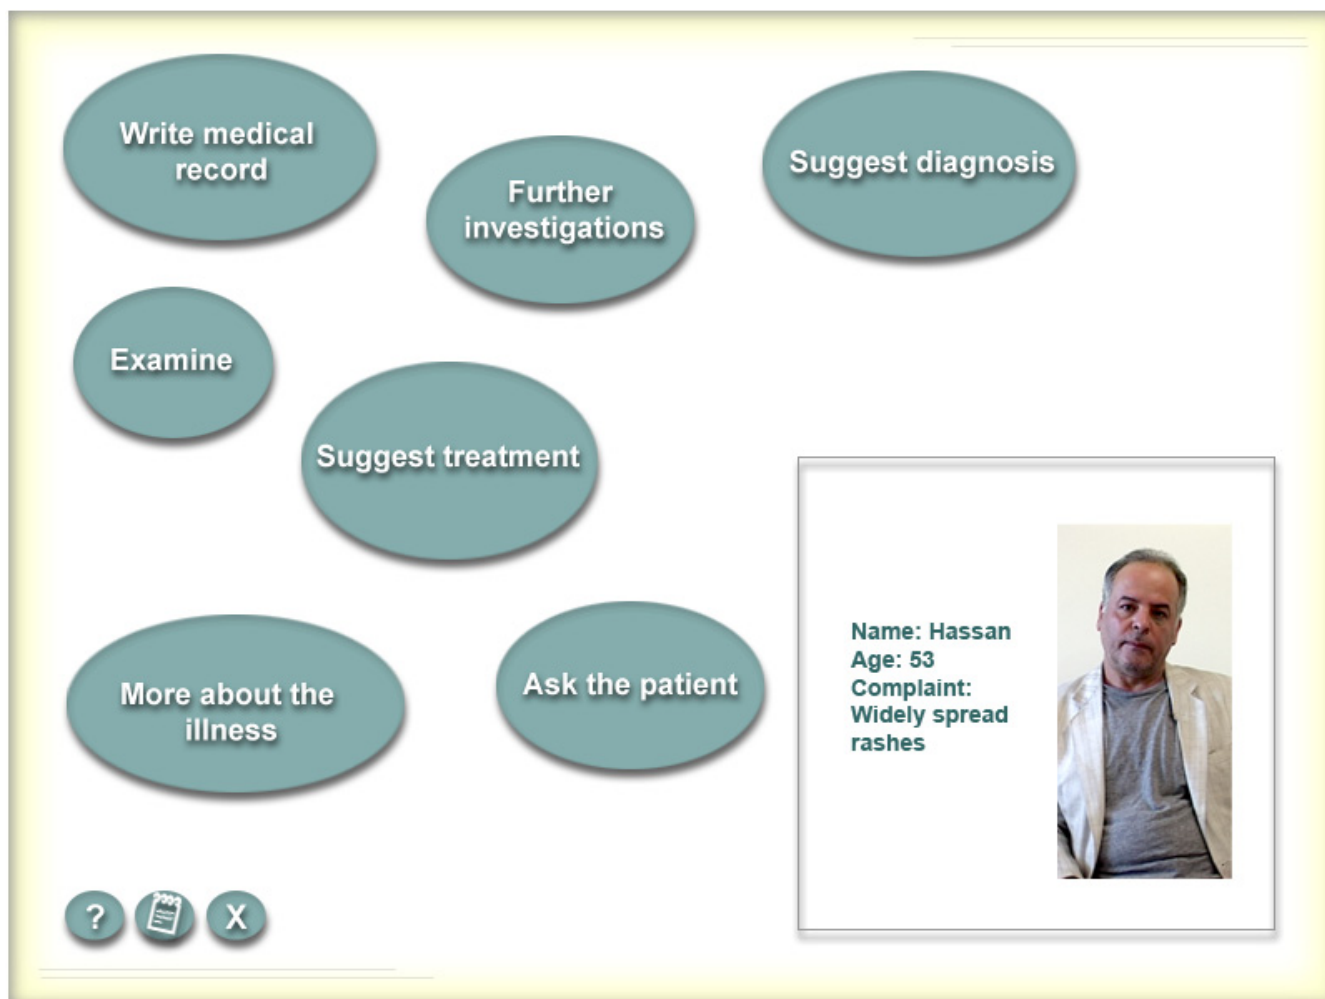 Write medical
record
Further
investigations
Suggest diagnosis
Examine
Suggest treatment
More about the
illness
Ask the patient
Name: Hassan
Age: 53
Complaint:
Widely spread
rashes
? X